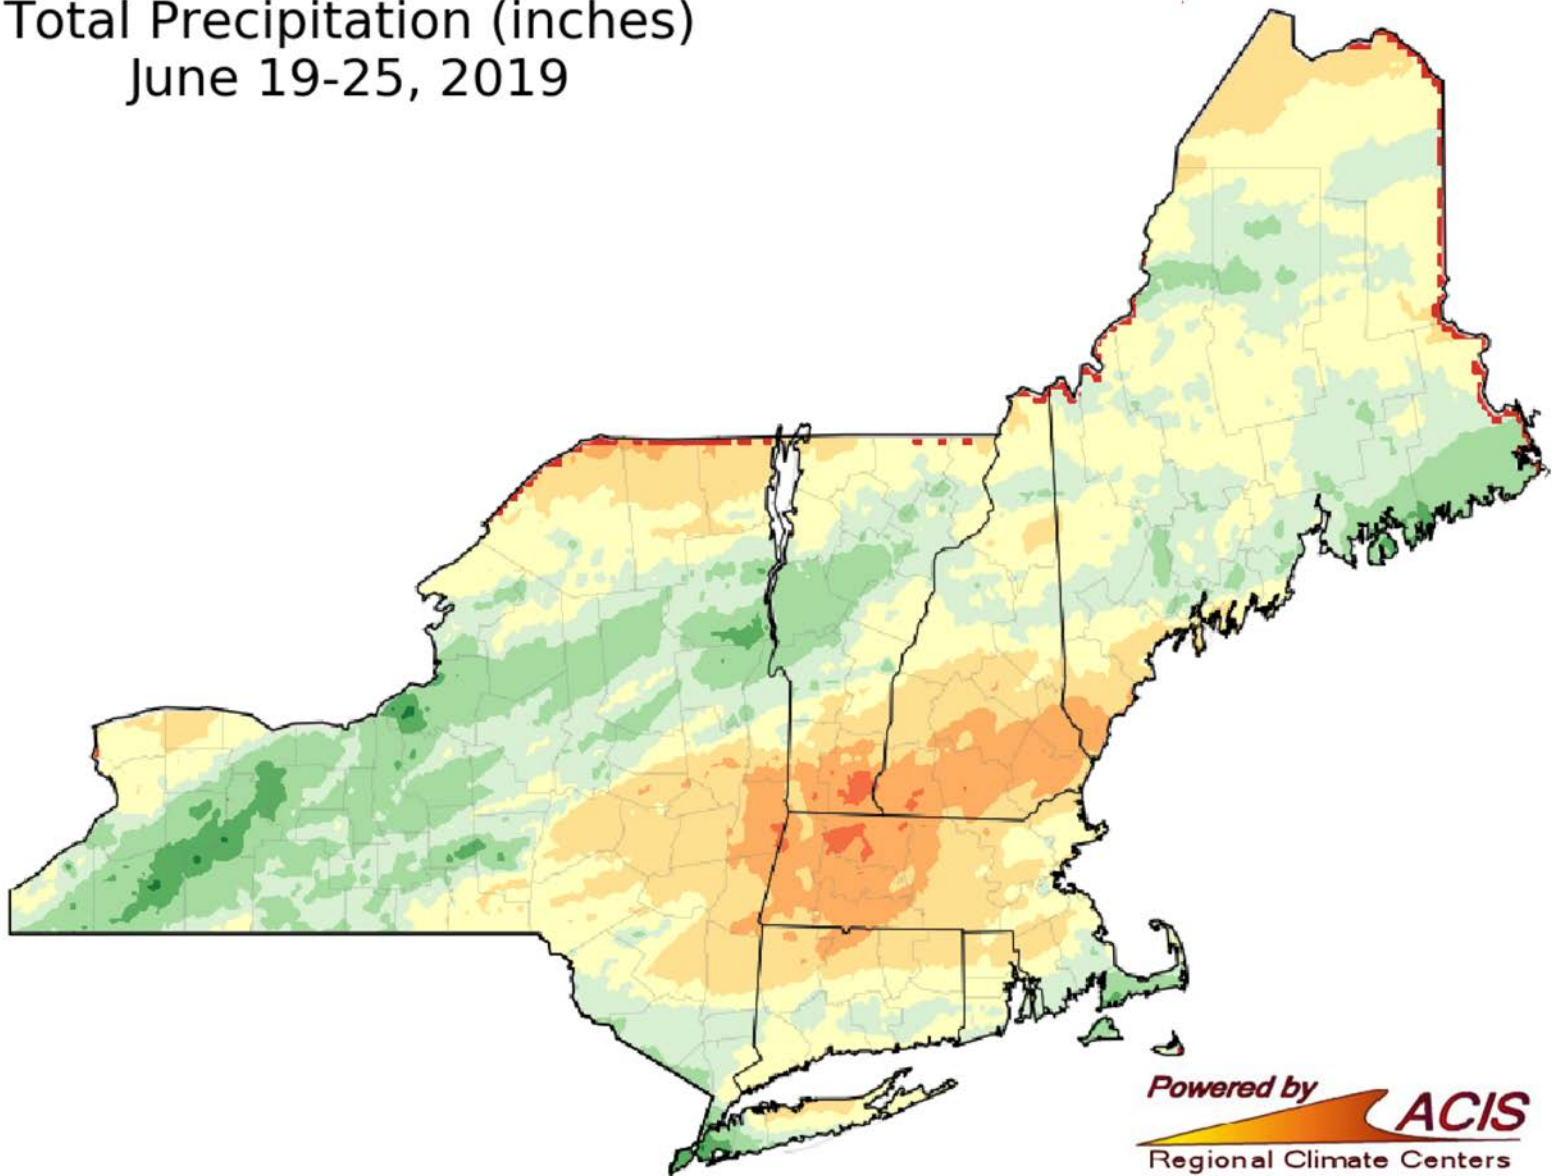 Total Precipitation (inches)
June 19-25, 2019
Powered by
ACIS
Regional Climate Centers